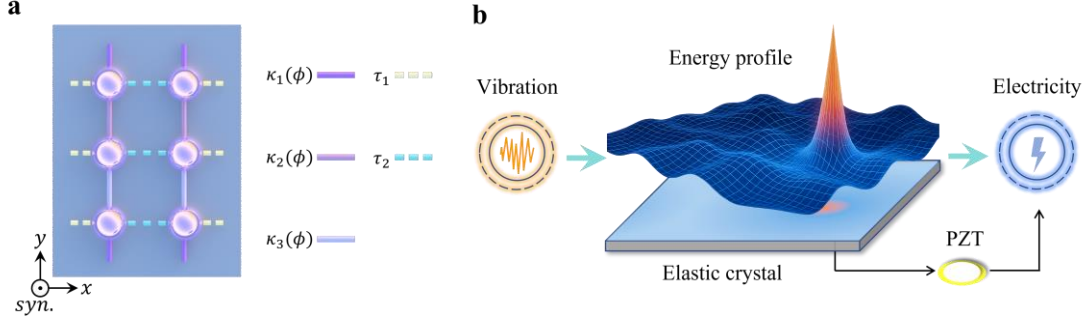 a
κ₁(ϕ)
τ₁
κ₂(ϕ)
τ₂
κ₃(ϕ)
y
x
syn.
b
Energy profile
Vibration
Electricity
PZT
Elastic crystal